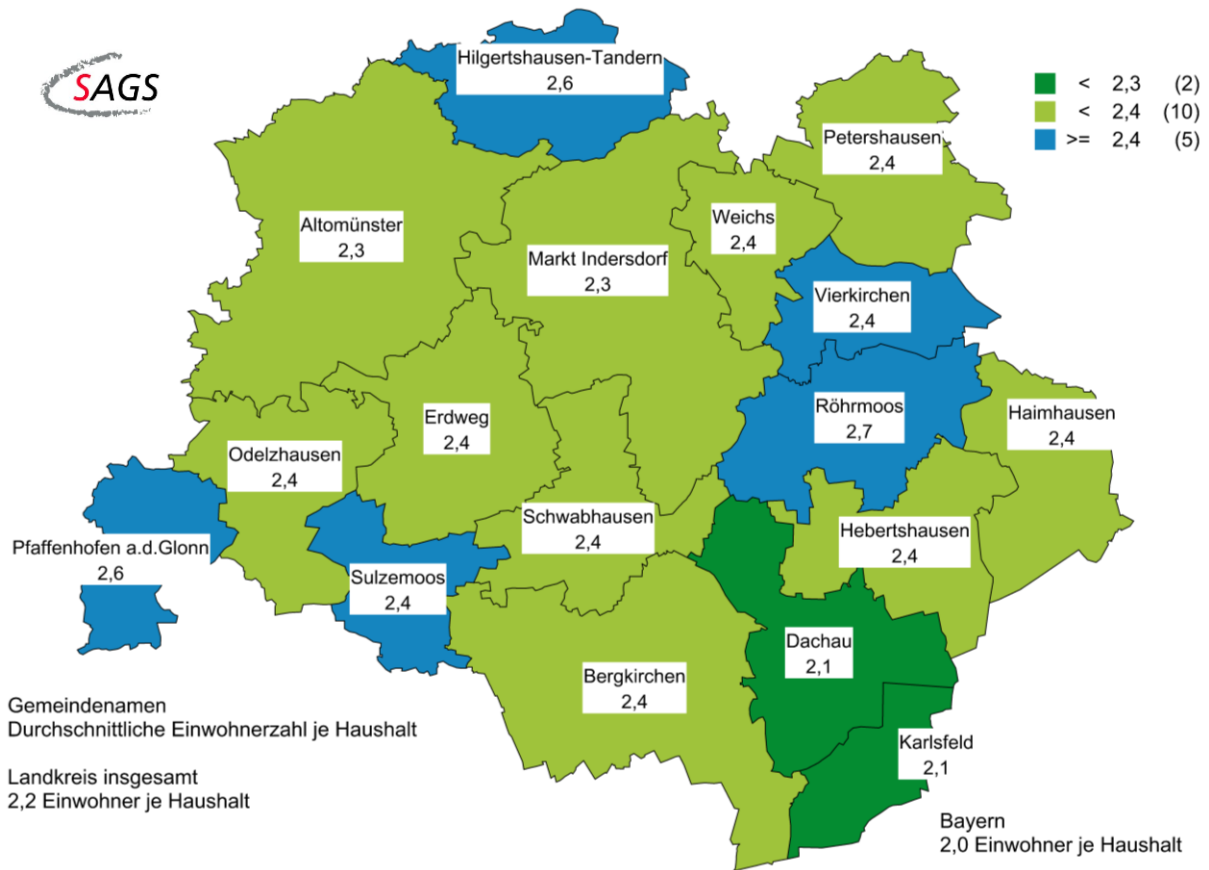 SAGS
Hilgertshausen-Tandern
2,6
< 2,3 (2)
< 2,4 (10)
>= 2,4 (5)
Petershausen
2,4
Altomünster
2,3
Weichs
2,4
Markt Indersdorf
2,3
Vierkirchen
2,4
Röhrmoos
2,7
Haimhausen
2,4
Erdweg
2,4
Odelzhausen
2,4
Schwabhausen
2,4
Hebertshausen
2,4
Pfaffenhofen a.d.Glonn
2,6
Sulzemoos
2,4
Dachau
2,1
Bergkirchen
2,4
Karlsfeld
2,1
Gemeindenamen
Durchschnittliche Einwohnerzahl je Haushalt
Landkreis insgesamt
2,2 Einwohner je Haushalt
Bayern
2,0 Einwohner je Haushalt